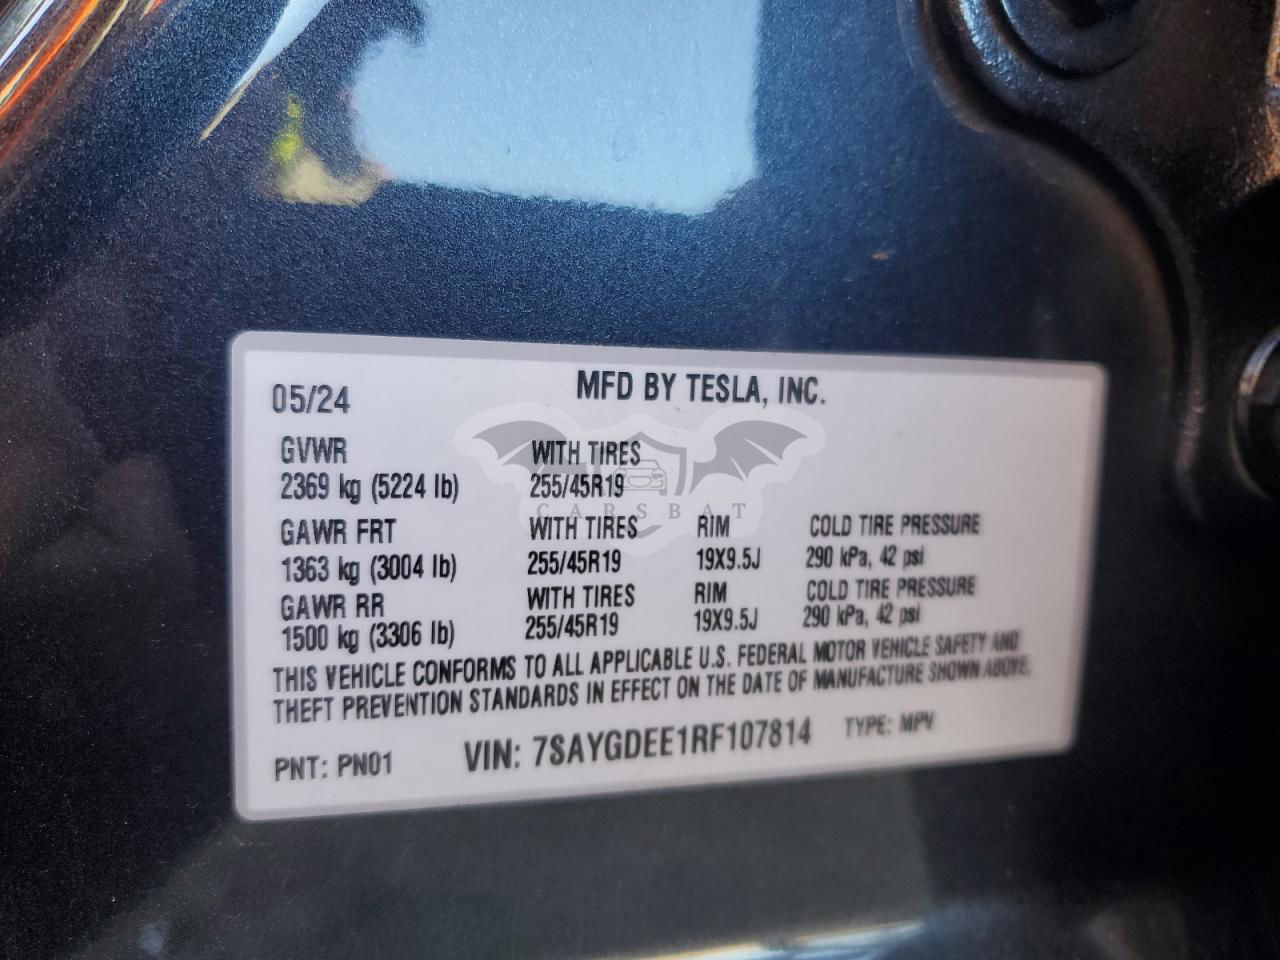 05/24 MFD BY TESLA, INC.
GVWR WITH TIRES
2369 kg (5224 lb) 255/45R19
CARSBAT
GAWR FRT WITH TIRES RIM COLD TIRE PRESSURE
1363 kg (3004 lb) 255/45R19 19X9.5J 290 kPa, 42 psi
GAWR RR WITH TIRES RIM COLD TIRE PRESSURE
1500 kg (3306 lb) 255/45R19 19X9.5J 290 kPa, 42 psi
THIS VEHICLE CONFORMS TO ALL APPLICABLE U.S. FEDERAL MOTOR VEHICLE SAFETY AND
THEFT PREVENTION STANDARDS IN EFFECT ON THE DATE OF MANUFACTURE SHOWN ABOVE.
PNT: PN01 VIN: 7SAYGDEE1RF107814 TYPE: MPV